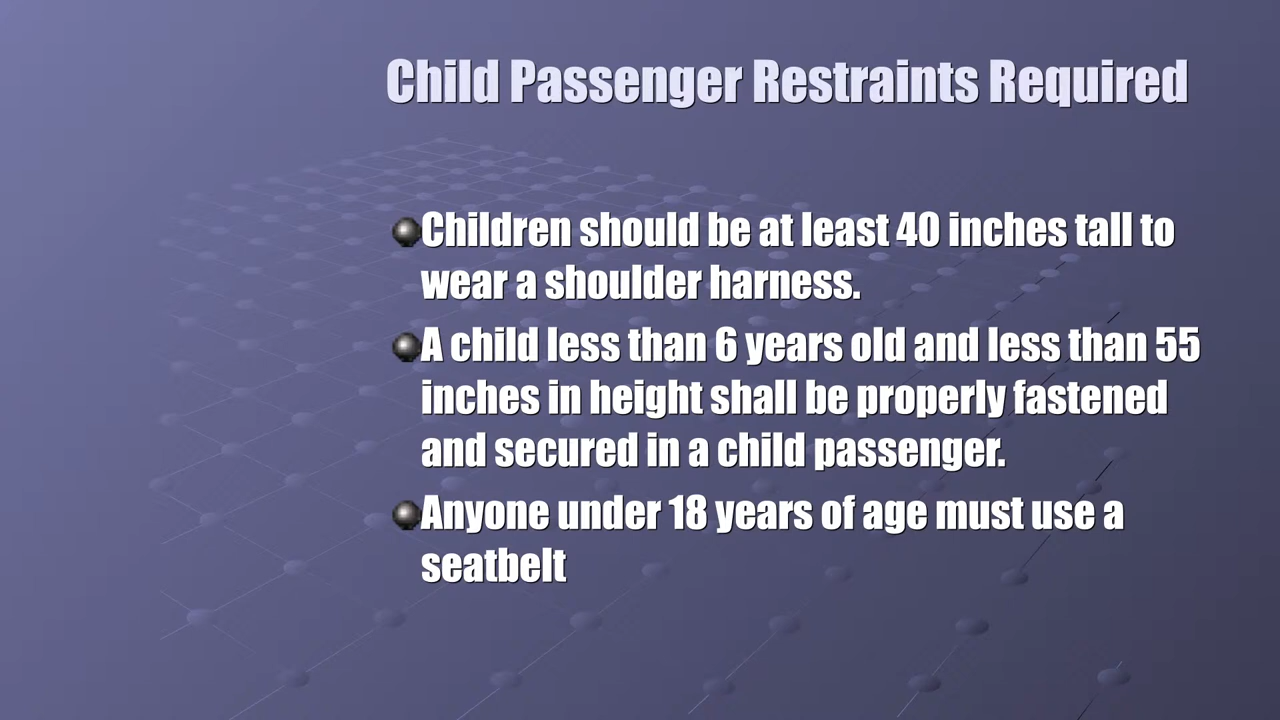 Child Passenger Restraints Required
Children should be at least 40 inches tall to
wear a shoulder harness.
A child less than 6 years old and less than 55
inches in height shall be properly fastened
and secured in a child passenger.
Anyone under 18 years of age must use a
seatbelt